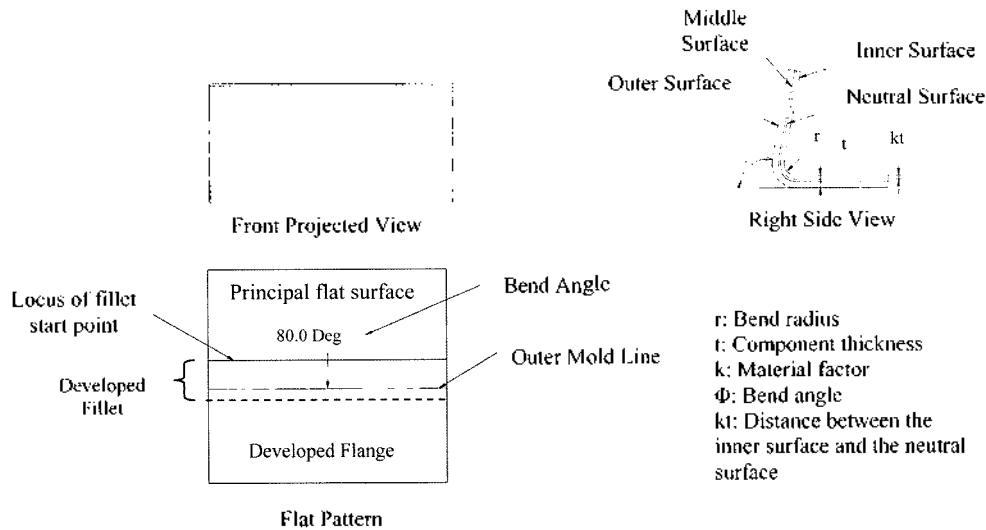 Middle
Surface
Inner Surface
Outer Surface
Neutral Surface
r
t
kt
Front Projected View
Right Side View
Principal flat surface
Bend Angle
Locus of fillet
start point
80.0 Deg
Outer Mold Line
Developed
Fillet
Developed Flange
Flat Pattern
r: Bend radius
t: Component thickness
k: Material factor
Φ: Bend angle
kt: Distance between the
inner surface and the neutral
surface